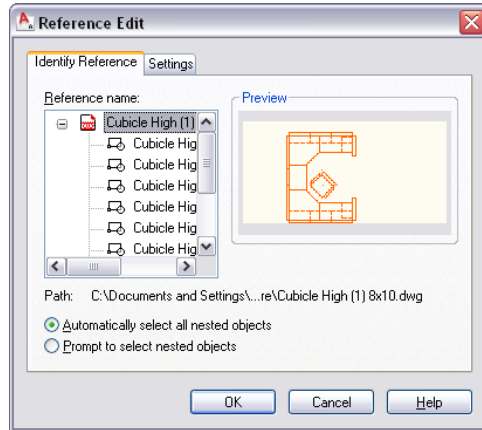 Reference Edit
Identify Reference Settings
Reference name:
Preview
Cubicle High (1)
Cubicle Hig
Cubicle Hig
Cubicle Hig
Cubicle Hig
Cubicle Hig
Cubicle Hig
Path: C:\Documents and Settings\...re\Cubicle High (1) 8x10.dwg
Automatically select all nested objects
Prompt to select nested objects
OK Cancel Help